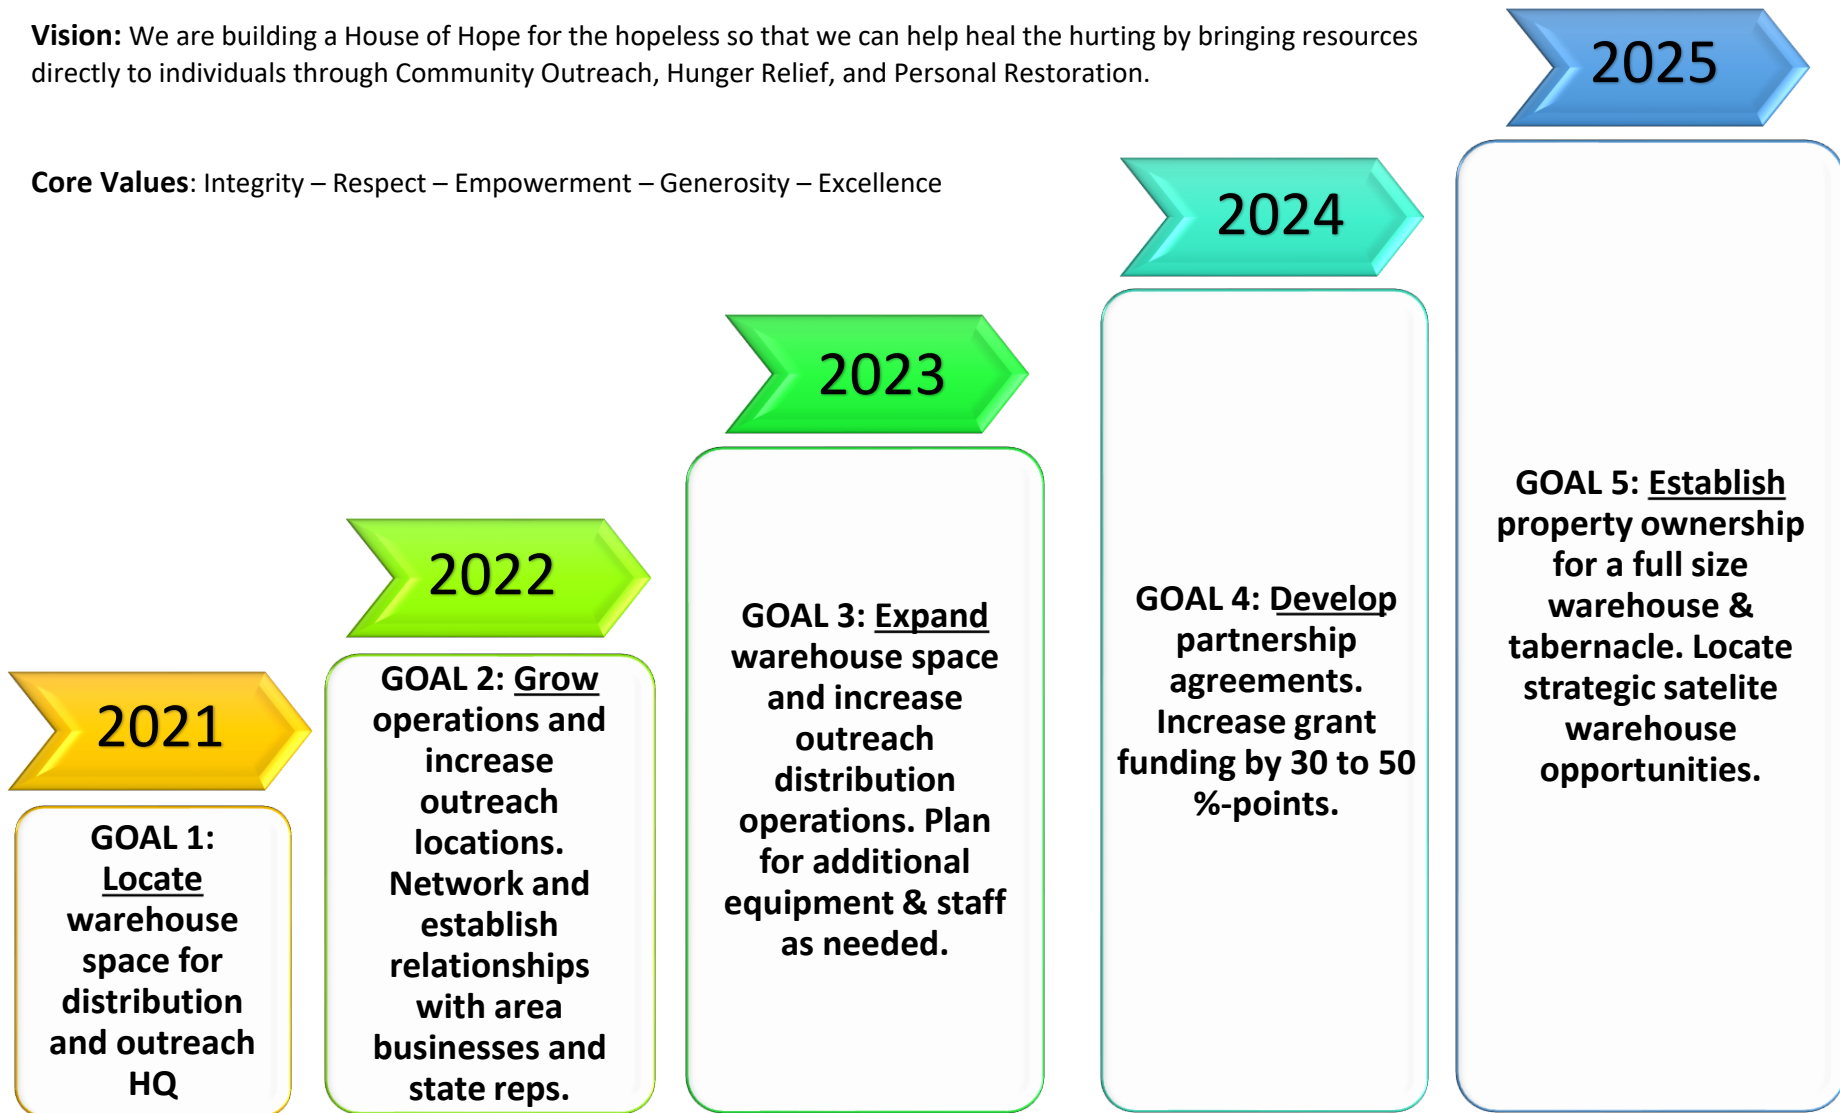 Vision: We are building a House of Hope for the hopeless so that we can help heal the hurting by bringing resources
directly to individuals through Community Outreach, Hunger Relief, and Personal Restoration.
Core Values: Integrity – Respect – Empowerment – Generosity – Excellence
2021
GOAL 1:
Locate
warehouse
space for
distribution
and outreach
HQ
2022
GOAL 2: Grow
operations and
increase
outreach
locations.
Network and
establish
relationships
with area
businesses and
state reps.
2023
GOAL 3: Expand
warehouse space
and increase
outreach
distribution
operations. Plan
for additional
equipment & staff
as needed.
2024
GOAL 4: Develop
partnership
agreements.
Increase grant
funding by 30 to 50
%-points.
2025
GOAL 5: Establish
property ownership
for a full size
warehouse &
tabernacle. Locate
strategic satelite
warehouse
opportunities.